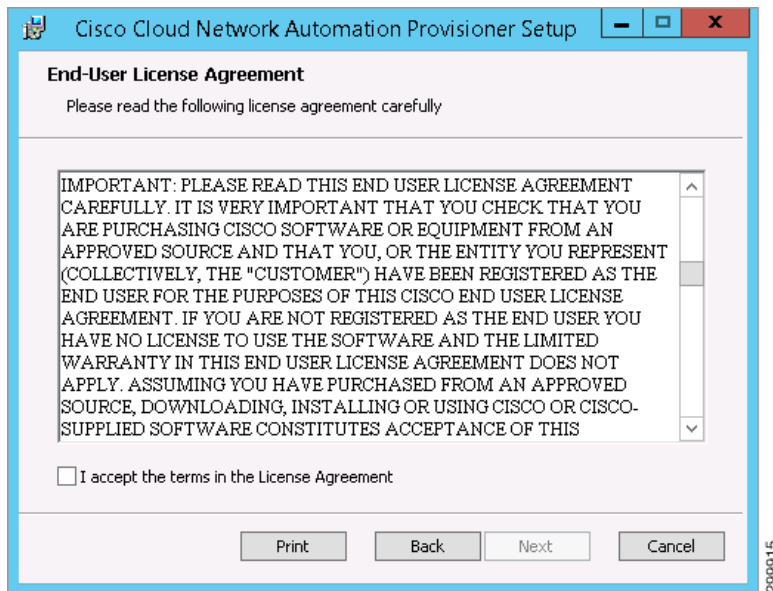 Cisco Cloud Network Automation Provisioner Setup
End-User License Agreement
Please read the following license agreement carefully
IMPORTANT: PLEASE READ THIS END USER LICENSE AGREEMENT
CAREFULLY. IT IS VERY IMPORTANT THAT YOU CHECK THAT YOU
ARE PURCHASING CISCO SOFTWARE OR EQUIPMENT FROM AN
APPROVED SOURCE AND THAT YOU, OR THE ENTITY YOU REPRESENT
(COLLECTIVELY, THE "CUSTOMER") HAVE BEEN REGISTERED AS THE
END USER FOR THE PURPOSES OF THIS CISCO END USER LICENSE
AGREEMENT. IF YOU ARE NOT REGISTERED AS THE END USER YOU
HAVE NO LICENSE TO USE THE SOFTWARE AND THE LIMITED
WARRANTY IN THIS END USER LICENSE AGREEMENT DOES NOT
APPLY. ASSUMING YOU HAVE PURCHASED FROM AN APPROVED
SOURCE, DOWNLOADING, INSTALLING OR USING CISCO OR CISCO-
SUPPLIED SOFTWARE CONSTITUTES ACCEPTANCE OF THIS
I accept the terms in the License Agreement
Print
Back
Next
Cancel